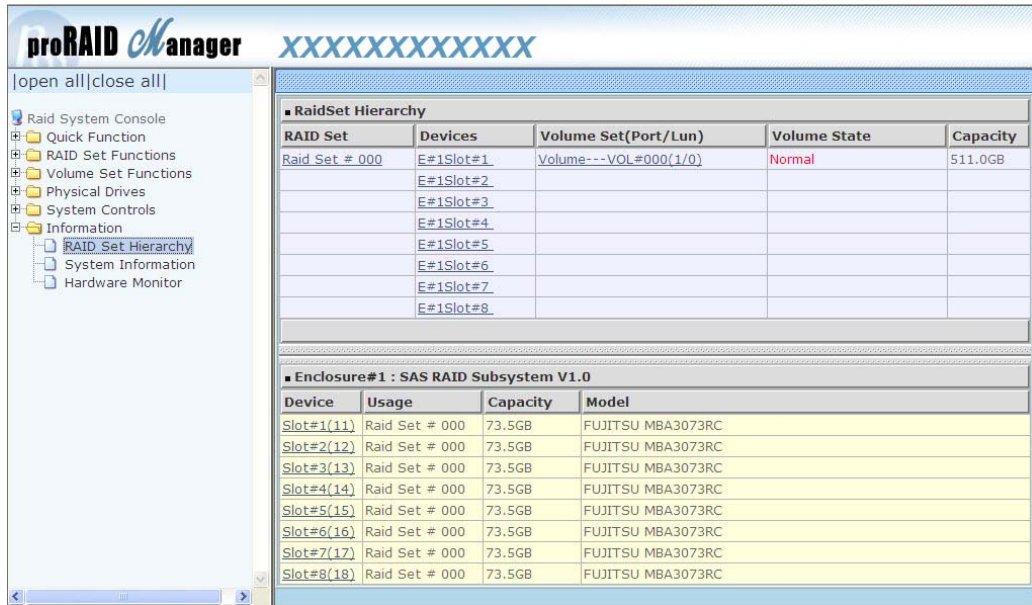 proRAID Manager XXXXXXXXXXXX
|open all|close all|
Raid System Console
Quick Function
RAID Set Functions
Volume Set Functions
Physical Drives
System Controls
Information
RAID Set Hierarchy
System Information
Hardware Monitor
RaidSet Hierarchy
RAID Set Devices Volume Set(Port/Lun) Volume State Capacity
Raid Set # 000 E#1Slot#1 Volume---VOL#000(1/0) Normal 511.0GB
E#1Slot#2
E#1Slot#3
E#1Slot#4
E#1Slot#5
E#1Slot#6
E#1Slot#7
E#1Slot#8
Enclosure#1 : SAS RAID Subsystem V1.0
Device Usage Capacity Model
Slot#1(11) Raid Set # 000 73.5GB FUJITSU MBA3073RC
Slot#2(12) Raid Set # 000 73.5GB FUJITSU MBA3073RC
Slot#3(13) Raid Set # 000 73.5GB FUJITSU MBA3073RC
Slot#4(14) Raid Set # 000 73.5GB FUJITSU MBA3073RC
Slot#5(15) Raid Set # 000 73.5GB FUJITSU MBA3073RC
Slot#6(16) Raid Set # 000 73.5GB FUJITSU MBA3073RC
Slot#7(17) Raid Set # 000 73.5GB FUJITSU MBA3073RC
Slot#8(18) Raid Set # 000 73.5GB FUJITSU MBA3073RC